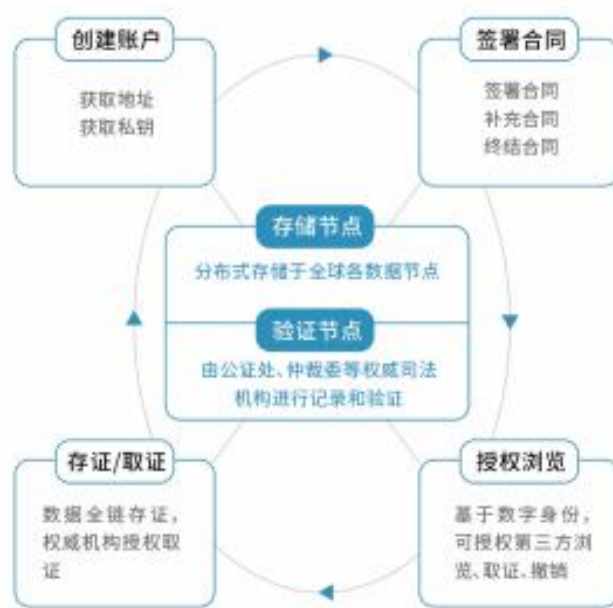 创建账户
获取地址
获取私钥
签署合同
签署合同
补充合同
终结合同
存储节点
分布式存储于全球各数据节点
验证节点
由公证处、仲裁委等权威司法
机构进行记录和验证
存证/取证
数据全链存证，
权威机构授权取
证
授权浏览
基于数字身份，
可授权第三方浏
览、取证、撤销